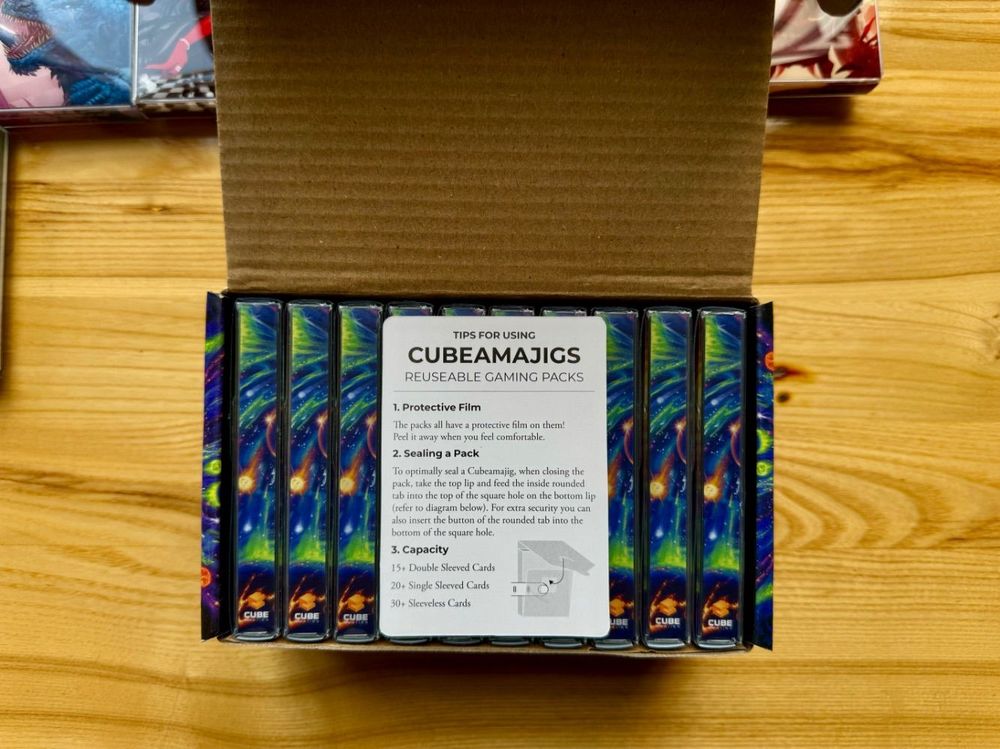 TIPS FOR USING
CUBEAMAJIGS
REUSEABLE GAMING PACKS
1. Protective Film
The packs all have a protective film on them!
Peel it away when you feel comfortable.
2. Sealing a Pack
To optimally seal a Cubeamajig, when closing the
pack, take the top lip and feed the inside rounded
tab into the top of the square hole on the bottom lip
(refer to diagram below). For extra security you can
also insert the button of the rounded tab into the
bottom of the square hole.
3. Capacity
15+ Double Sleeved Cards
20+ Single Sleeved Cards
30+ Sleeveless Cards
CUBE
CUBE
CUBE
CUBE
CUBE